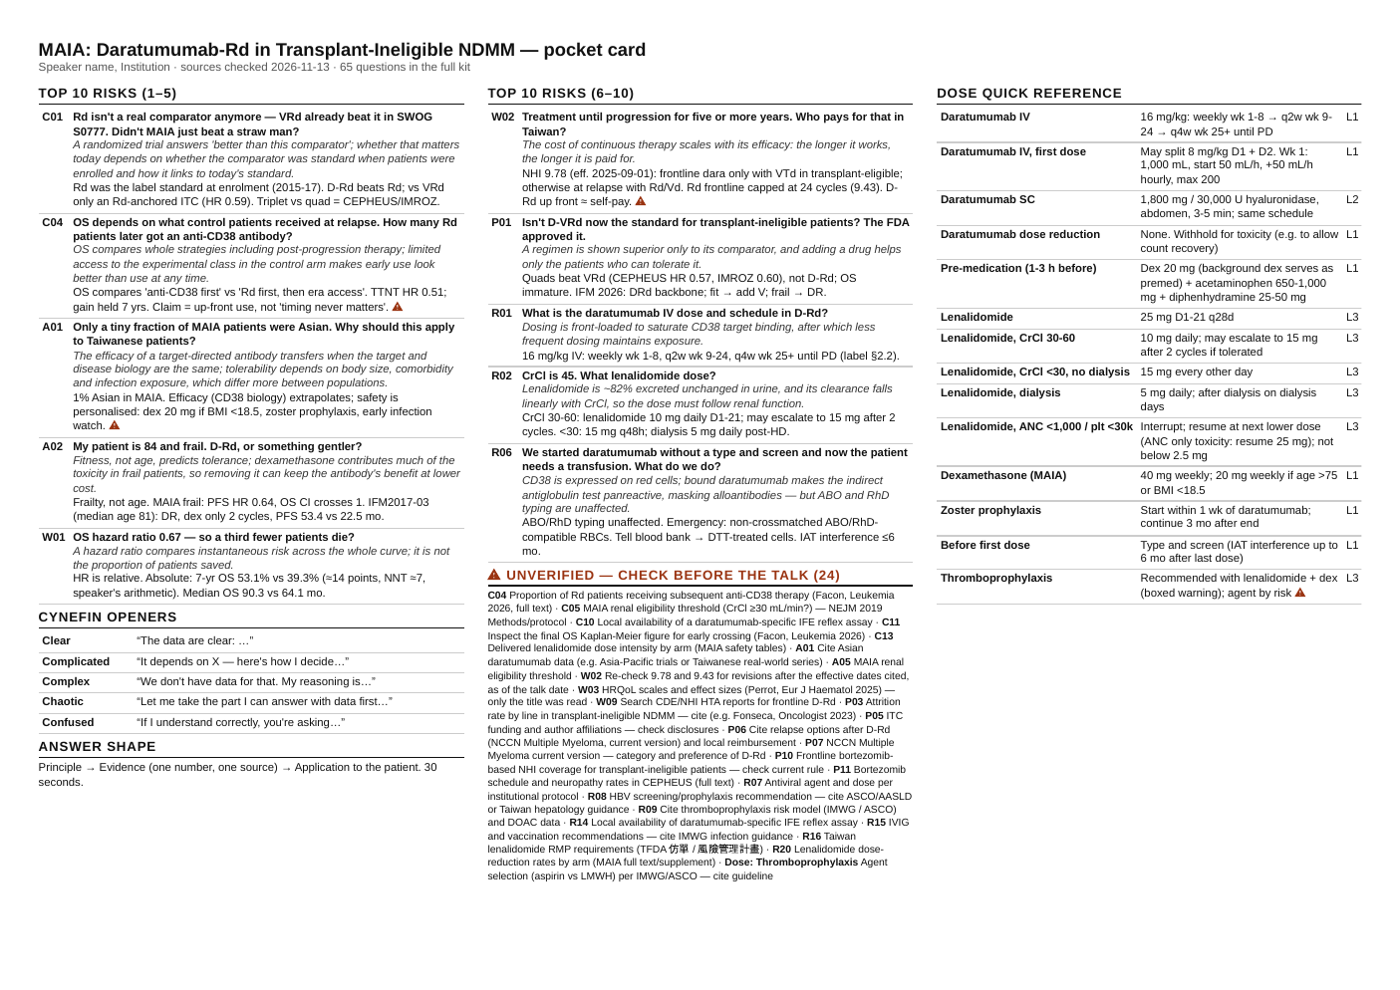 MAIA: Daratumumab-Rd in Transplant-Ineligible NDMM — pocket card
Speaker name, Institution · sources checked 2026-11-13 · 65 questions in the full kit
TOP 10 RISKS (1–5)
C01 Rd isn't a real comparator anymore — VRd already beat it in SWOG
S0777. Didn't MAIA just beat a straw man?
A randomized trial answers 'better than this comparator'; whether that matters
today depends on whether the comparator was standard when patients were
enrolled and how it links to today's standard.
Rd was the label standard at enrolment (2015-17). D-Rd beats Rd; vs VRd
only an Rd-anchored ITC (HR 0.59). Triplet vs quad = CEPHEUS/IMROZ.
C04 OS depends on what control patients received at relapse. How many Rd
patients later got an anti-CD38 antibody?
OS compares whole strategies including post-progression therapy; limited
access to the experimental class in the control arm makes early use look
better than use at any time.
OS compares 'anti-CD38 first' vs 'Rd first, then era access'. TTNT HR 0.51;
gain held 7 yrs. Claim = up-front use, not 'timing never matters'. ⚠
A01 Only a tiny fraction of MAIA patients were Asian. Why should this apply
to Taiwanese patients?
The efficacy of a target-directed antibody transfers when the target and
disease biology are the same; tolerability depends on body size, comorbidity
and infection exposure, which differ more between populations.
1% Asian in MAIA. Efficacy (CD38 biology) extrapolates; safety is
personalised: dex 20 mg if BMI <18.5, zoster prophylaxis, early infection
watch. ⚠
A02 My patient is 84 and frail. D-Rd, or something gentler?
Fitness, not age, predicts tolerance; dexamethasone contributes much of the
toxicity in frail patients, so removing it can keep the antibody's benefit at lower
cost.
Frailty, not age. MAIA frail: PFS HR 0.64, OS CI crosses 1. IFM2017-03
(median age 81): DR, dex only 2 cycles, PFS 53.4 vs 22.5 mo.
W01 OS hazard ratio 0.67 — so a third fewer patients die?
A hazard ratio compares instantaneous risk across the whole curve; it is not
the proportion of patients saved.
HR is relative. Absolute: 7-yr OS 53.1% vs 39.3% (≈14 points, NNT ≈7,
speaker's arithmetic). Median OS 90.3 vs 64.1 mo.
CYNEFIN OPENERS
Clear “The data are clear: …”
Complicated “It depends on X — here's how I decide…”
Complex “We don't have data for that. My reasoning is…”
Chaotic “Let me take the part I can answer with data first…”
Confused “If I understand correctly, you're asking…”
ANSWER SHAPE
Principle → Evidence (one number, one source) → Application to the patient. 30
seconds.
TOP 10 RISKS (6–10)
W02 Treatment until progression for five or more years. Who pays for that in
Taiwan?
The cost of continuous therapy scales with its efficacy: the longer it works,
the longer it is paid for.
NHI 9.78 (eff. 2025-09-01): frontline dara only with VTd in transplant-eligible;
otherwise at relapse with Rd/Vd. Rd frontline capped at 24 cycles (9.43). D-
Rd up front ≈ self-pay. ⚠
P01 Isn't D-VRd now the standard for transplant-ineligible patients? The FDA
approved it.
A regimen is shown superior only to its comparator, and adding a drug helps
only the patients who can tolerate it.
Quads beat VRd (CEPHEUS HR 0.57, IMROZ 0.60), not D-Rd; OS
immature. IFM 2026: DRd backbone; fit → add V; frail → DR.
R01 What is the daratumumab IV dose and schedule in D-Rd?
Dosing is front-loaded to saturate CD38 target binding, after which less
frequent dosing maintains exposure.
16 mg/kg IV: weekly wk 1-8, q2w wk 9-24, q4w wk 25+ until PD (label §2.2).
R02 CrCl is 45. What lenalidomide dose?
Lenalidomide is ~82% excreted unchanged in urine, and its clearance falls
linearly with CrCl, so the dose must follow renal function.
CrCl 30-60: lenalidomide 10 mg daily D1-21; may escalate to 15 mg after 2
cycles. <30: 15 mg q48h; dialysis 5 mg daily post-HD.
R06 We started daratumumab without a type and screen and now the patient
needs a transfusion. What do we do?
CD38 is expressed on red cells; bound daratumumab makes the indirect
antiglobulin test panreactive, masking alloantibodies — but ABO and RhD
typing are unaffected.
ABO/RhD typing unaffected. Emergency: non-crossmatched ABO/RhD-
compatible RBCs. Tell blood bank → DTT-treated cells. IAT interference ≤6
mo.
⚠ UNVERIFIED — CHECK BEFORE THE TALK (24)
C04 Proportion of Rd patients receiving subsequent anti-CD38 therapy (Facon, Leukemia
2026, full text) · C05 MAIA renal eligibility threshold (CrCl ≥30 mL/min?) — NEJM 2019
Methods/protocol · C10 Local availability of a daratumumab-specific IFE reflex assay · C11
Inspect the final OS Kaplan-Meier figure for early crossing (Facon, Leukemia 2026) · C13
Delivered lenalidomide dose intensity by arm (MAIA safety tables) · A01 Cite Asian
daratumumab data (e.g. Asia-Pacific trials or Taiwanese real-world series) · A05 MAIA renal
eligibility threshold · W02 Re-check 9.78 and 9.43 for revisions after the effective dates cited,
as of the talk date · W03 HRQoL scales and effect sizes (Perrot, Eur J Haematol 2025) —
only the title was read · W09 Search CDE/NHI HTA reports for frontline D-Rd · P03 Attrition
rate by line in transplant-ineligible NDMM — cite (e.g. Fonseca, Oncologist 2023) · P05 ITC
funding and author affiliations — check disclosures · P06 Cite relapse options after D-Rd
(NCCN Multiple Myeloma, current version) and local reimbursement · P07 NCCN Multiple
Myeloma current version — category and preference of D-Rd · P10 Frontline bortezomib-
based NHI coverage for transplant-ineligible patients — check current rule · P11 Bortezomib
schedule and neuropathy rates in CEPHEUS (full text) · R07 Antiviral agent and dose per
institutional protocol · R08 HBV screening/prophylaxis recommendation — cite ASCO/AASLD
or Taiwan hepatology guidance · R09 Cite thromboprophylaxis risk model (IMWG / ASCO)
and DOAC data · R14 Local availability of daratumumab-specific IFE reflex assay · R15 IVIG
and vaccination recommendations — cite IMWG infection guidance · R16 Taiwan
lenalidomide RMP requirements (TFDA 仿單 / 風險管理計畫) · R20 Lenalidomide dose-
reduction rates by arm (MAIA full text/supplement) · Dose: Thromboprophylaxis Agent
selection (aspirin vs LMWH) per IMWG/ASCO — cite guideline
DOSE QUICK REFERENCE
Daratumumab IV 16 mg/kg: weekly wk 1-8 → q2w wk 9- L1
24 → q4w wk 25+ until PD
Daratumumab IV, first dose May split 8 mg/kg D1 + D2. Wk 1: L1
1,000 mL, start 50 mL/h, +50 mL/h
hourly, max 200
Daratumumab SC 1,800 mg / 30,000 U hyaluronidase, L2
abdomen, 3-5 min; same schedule
Daratumumab dose reduction None. Withhold for toxicity (e.g. to allow L1
count recovery)
Pre-medication (1-3 h before) Dex 20 mg (background dex serves as L1
premed) + acetaminophen 650-1,000
mg + diphenhydramine 25-50 mg
Lenalidomide 25 mg D1-21 q28d L3
Lenalidomide, CrCl 30-60 10 mg daily; may escalate to 15 mg L3
after 2 cycles if tolerated
Lenalidomide, CrCl <30, no dialysis 15 mg every other day L3
Lenalidomide, dialysis 5 mg daily; after dialysis on dialysis L3
days
Lenalidomide, ANC <1,000 / plt <30k Interrupt; resume at next lower dose L3
(ANC only toxicity: resume 25 mg); not
below 2.5 mg
Dexamethasone (MAIA) 40 mg weekly; 20 mg weekly if age >75 L1
or BMI <18.5
Zoster prophylaxis Start within 1 wk of daratumumab; L1
continue 3 mo after end
Before first dose Type and screen (IAT interference up to L1
6 mo after last dose)
Thromboprophylaxis Recommended with lenalidomide + dex L3
(boxed warning); agent by risk ⚠